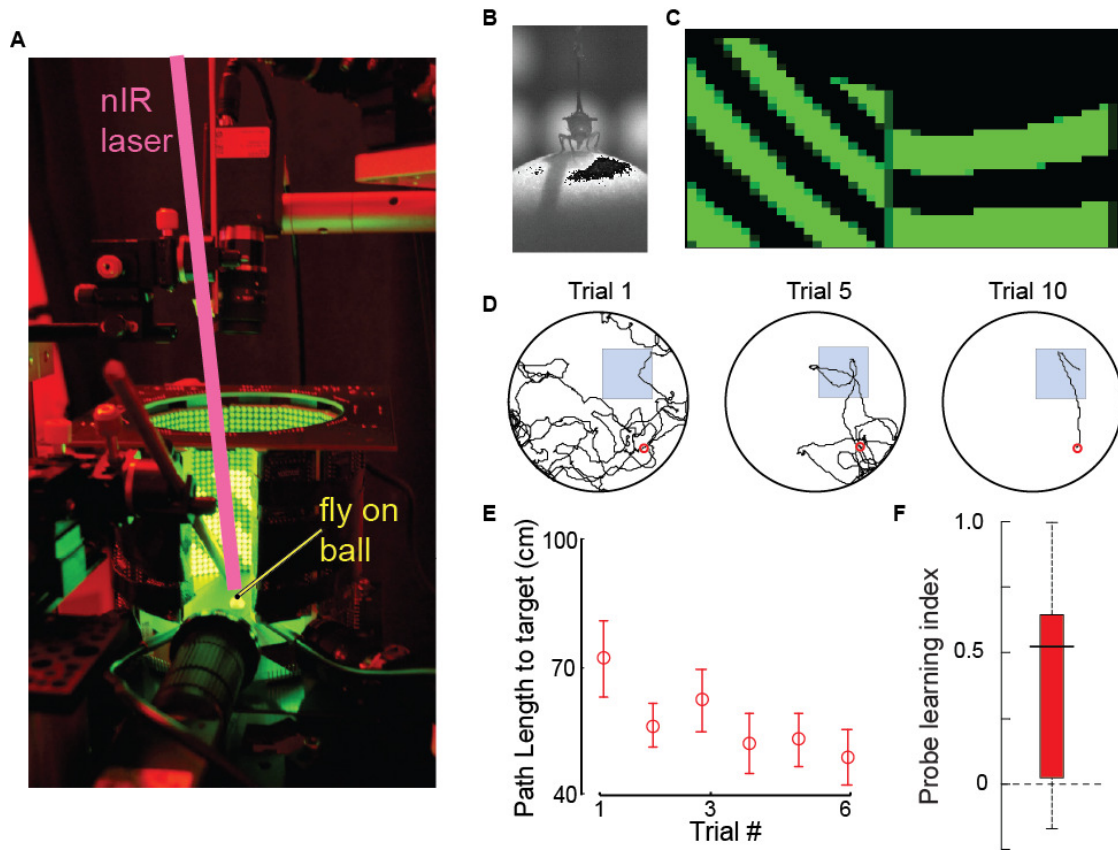 A
nIR
laser
fly on
ball
B
C
D
Trial 1
Trial 5
Trial 10
E
Path Length to target (cm)
100
70
40
1
3
6
Trial #
F
Probe learning index
1.0
0.5
0